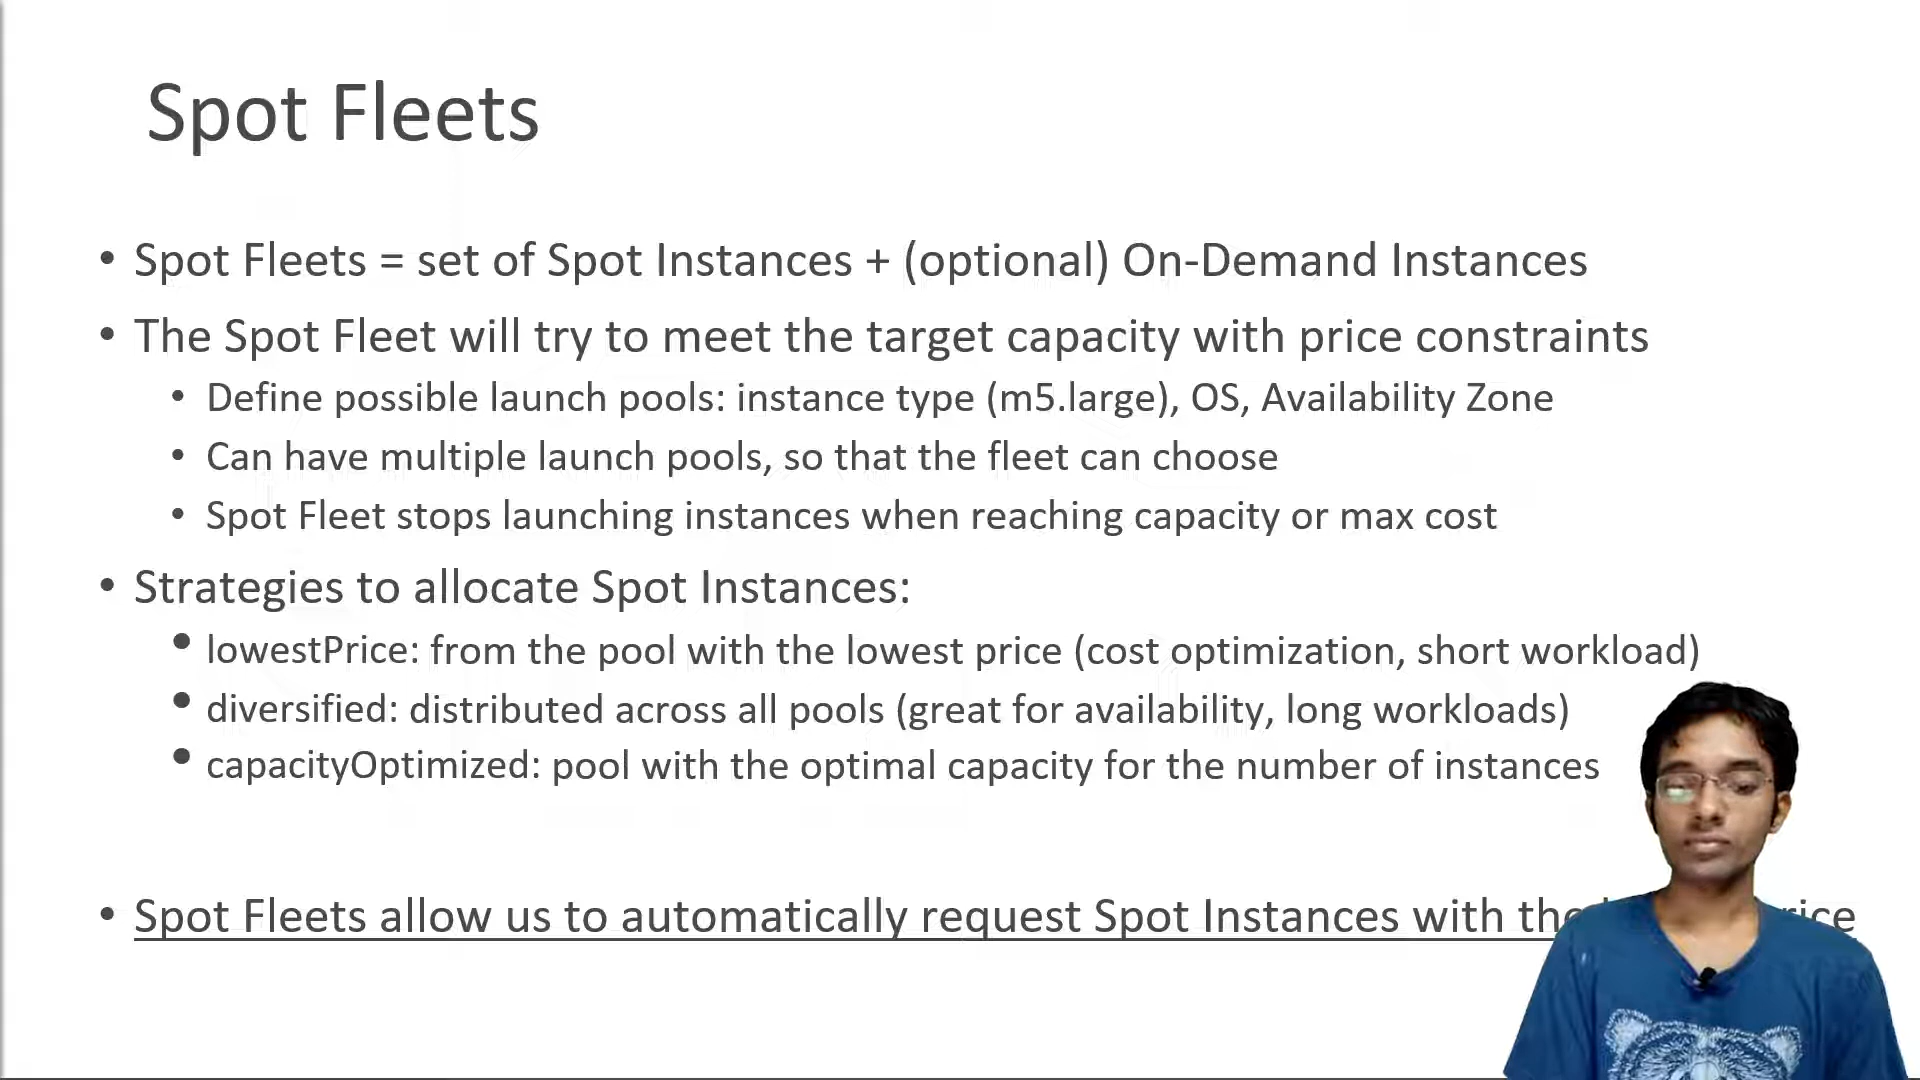 Spot Fleets
• Spot Fleets = set of Spot Instances + (optional) On-Demand Instances
• The Spot Fleet will try to meet the target capacity with price constraints
• Define possible launch pools: instance type (m5.large), OS, Availability Zone
• Can have multiple launch pools, so that the fleet can choose
• Spot Fleet stops launching instances when reaching capacity or max cost
• Strategies to allocate Spot Instances:
• lowestPrice: from the pool with the lowest price (cost optimization, short workload)
• diversified: distributed across all pools (great for availability, long workloads)
• capacityOptimized: pool with the optimal capacity for the number of instances
• Spot Fleets allow us to automatically request Spot Instances with the